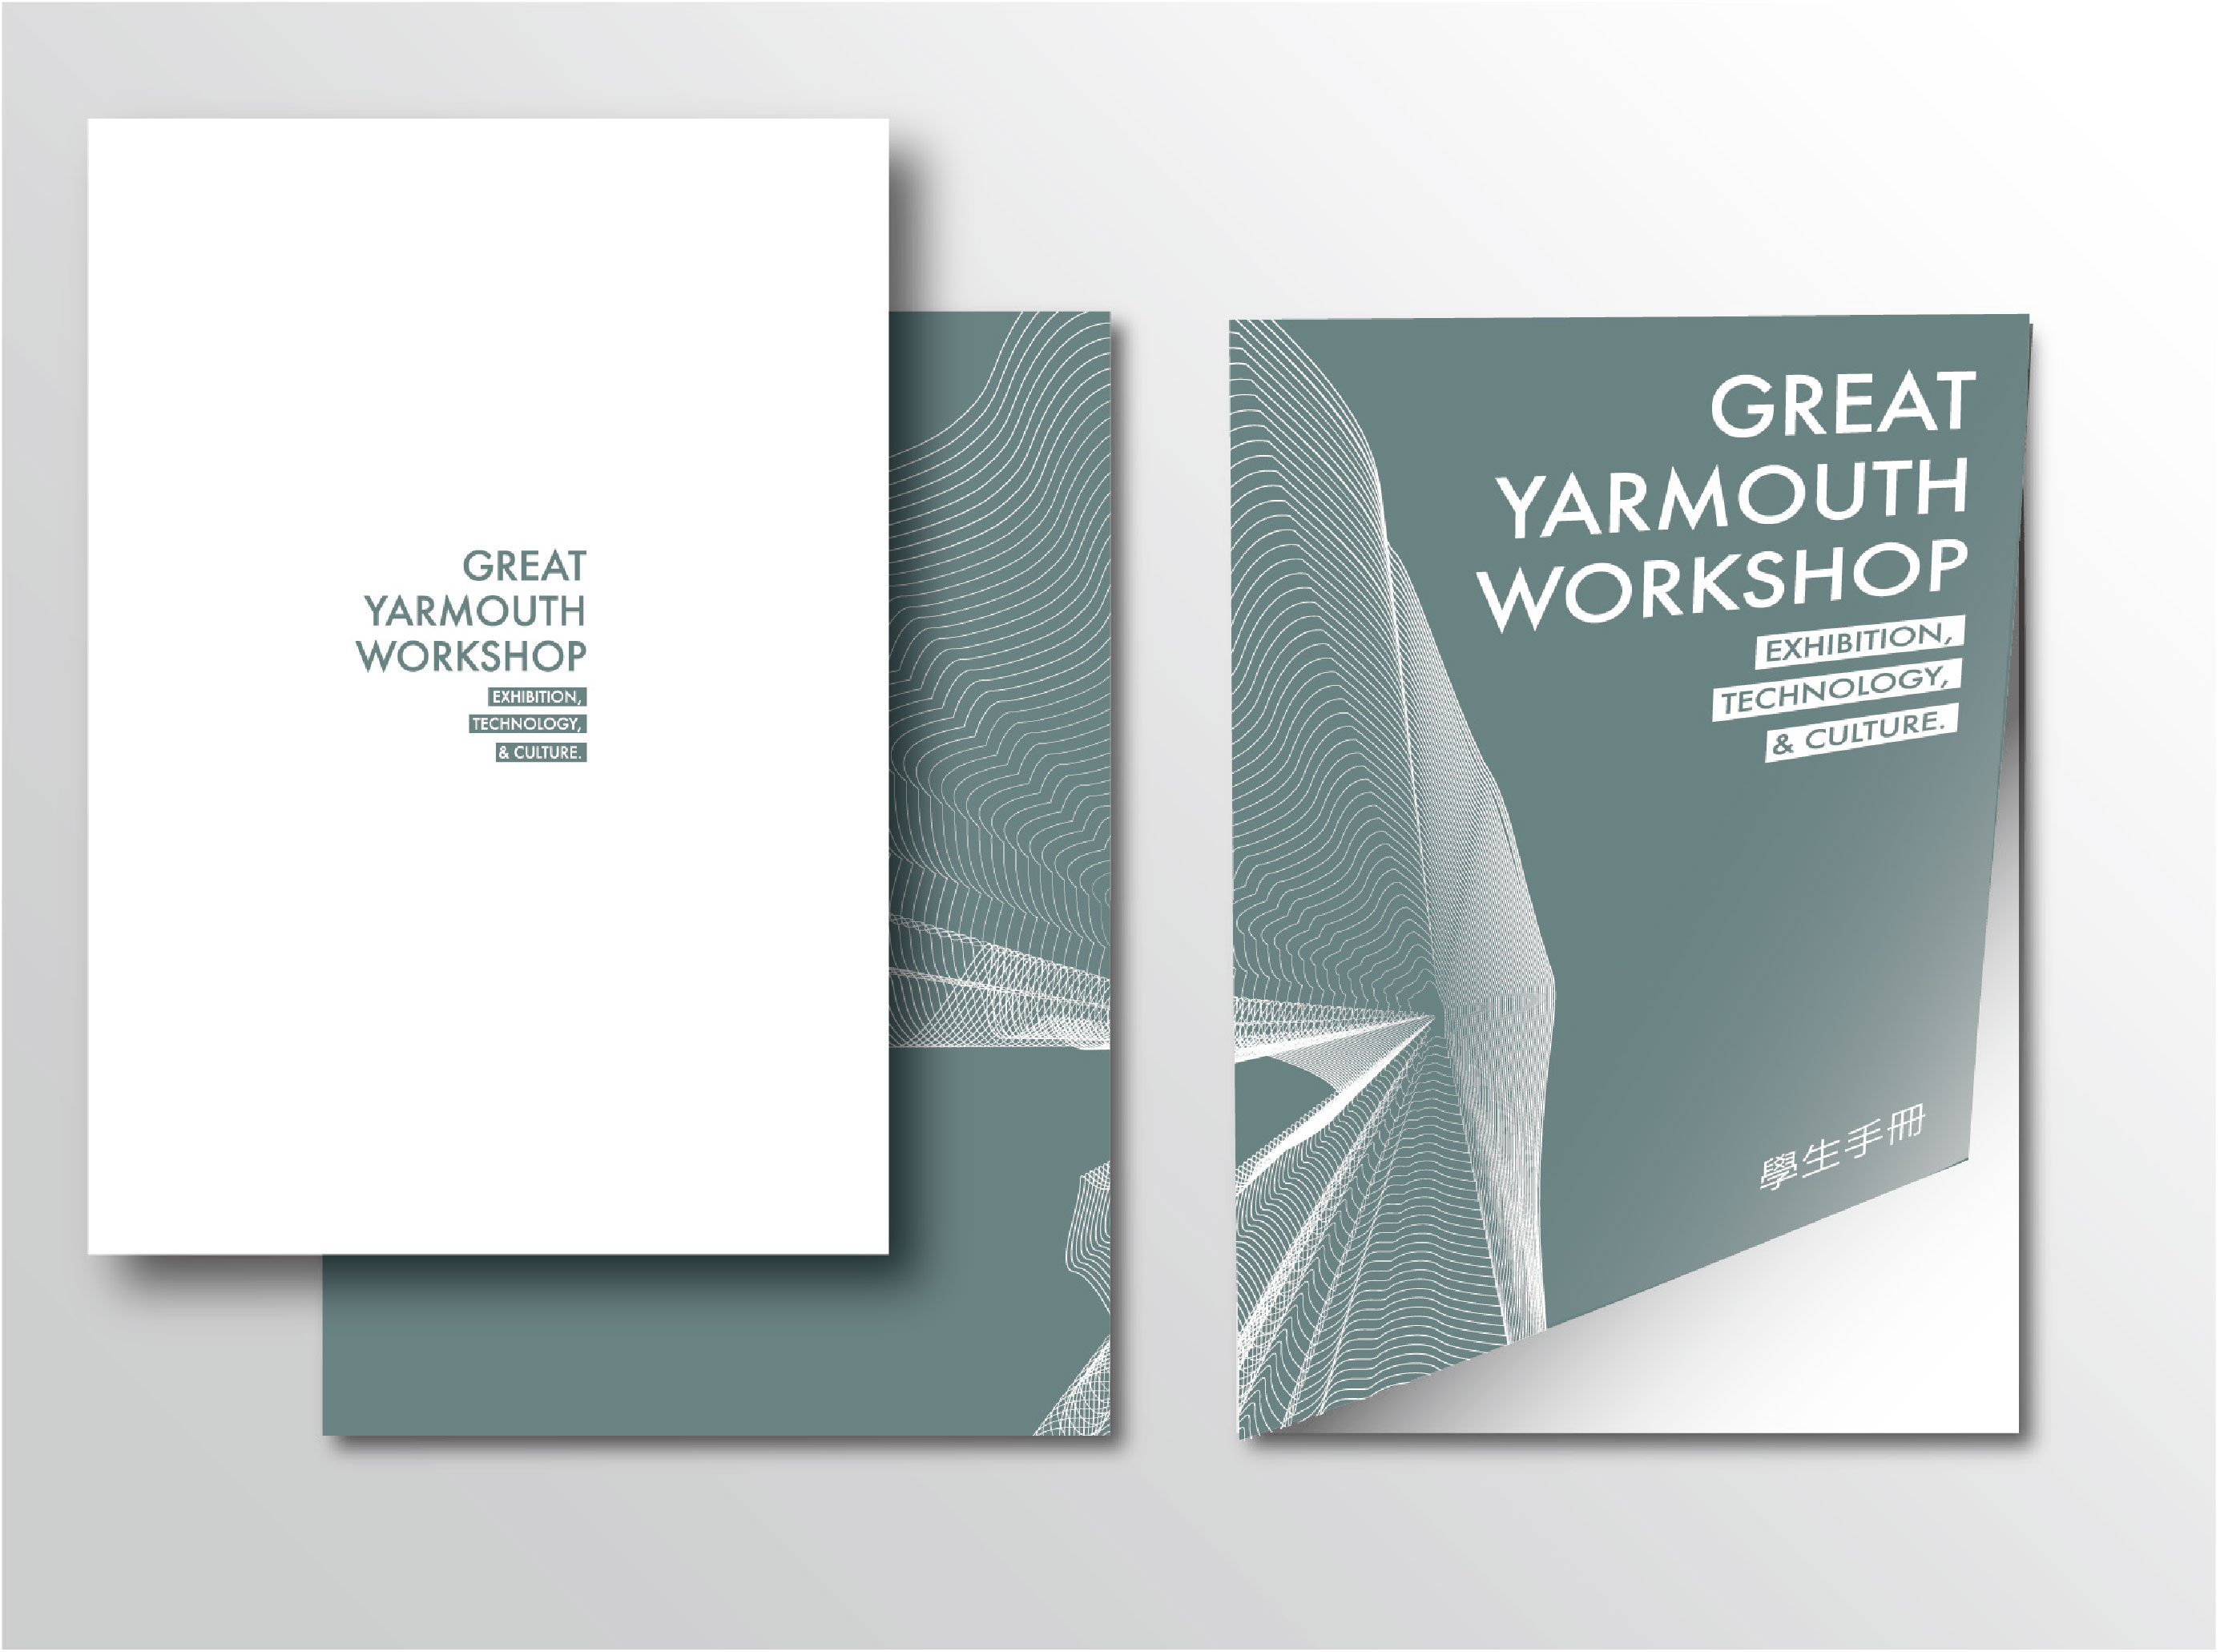 GREAT
YARMOUTH
WORKSHOP
EXHIBITION,
TECHNOLOGY,
& CULTURE.
GREAT
YARMOUTH
WORKSHOP
EXHIBITION,
TECHNOLOGY,
& CULTURE.
學生手冊